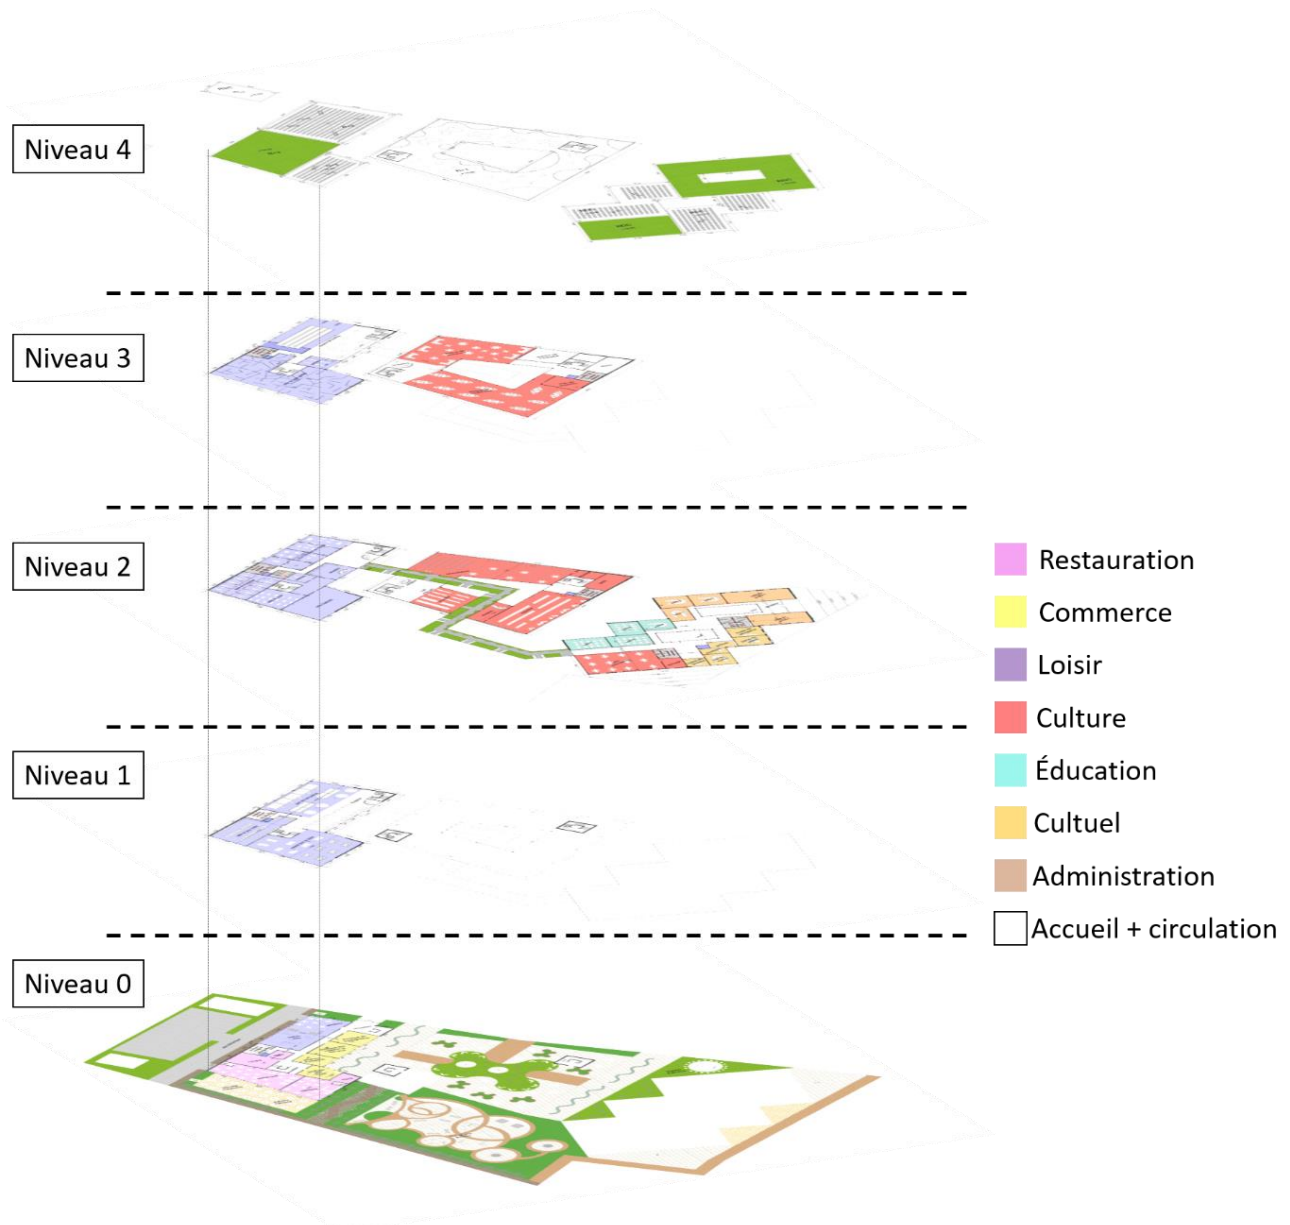 Niveau 4
Niveau 3
Niveau 2
Niveau 1
Niveau 0
Restauration
Commerce
Loisir
Culture
Éducation
Cultuel
Administration
Accueil + circulation